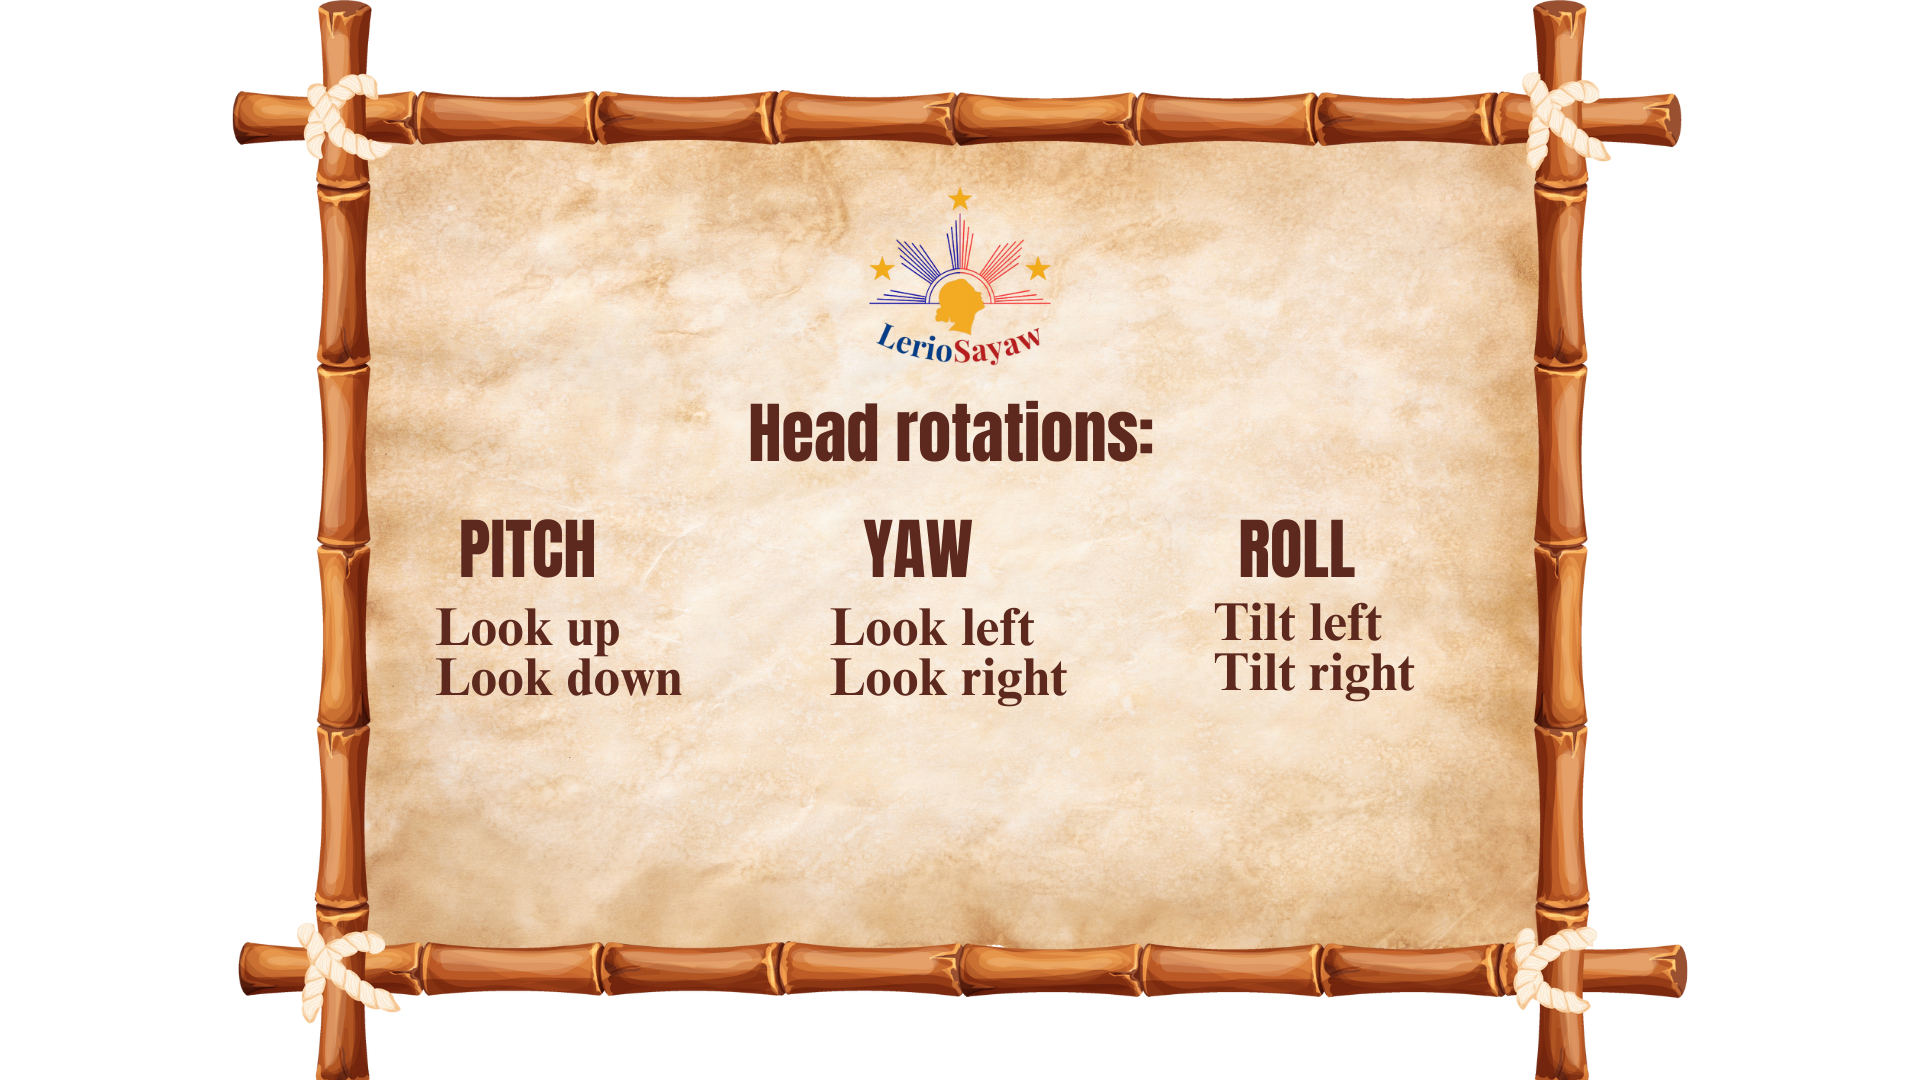 LerioSayaw
Head rotations:
PITCH
Look up
Look down
YAW
Look left
Look right
ROLL
Tilt left
Tilt right